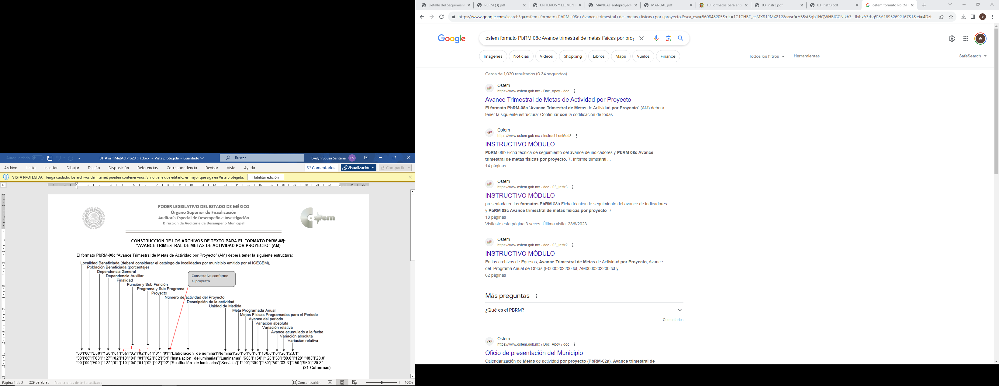 Autoguardado
01_AvaTriMetActPro20 (1).docx - Vista protegida • Guardado
Buscar
Evelyn Souza Santana
ES
Archivo Inicio Insertar Dibujar Diseño Disposición Referencias Correspondencia Revisar Vista Ayuda
Comentarios
Visualización
Compartir
VISTA PROTEGIDA Tenga cuidado: los archivos de Internet pueden contener virus. Si no tiene que editarlo, es mejor que siga en Vista protegida.
Habilitar edición
PODER LEGISLATIVO DEL ESTADO DE MÉXICO
Órgano Superior de Fiscalización
Auditoría Especial de Desempeño e Investigación
Dirección de Auditoría de Desempeño Municipal
Osfem
CONSTRUCCIÓN DE LOS ARCHIVOS DE TEXTO PARA EL FORMATO PbRM-08c
“AVANCE TRIMESTRAL DE METAS DE ACTIVIDAD POR PROYECTO” (AM)
El formato PbRM-08c “Avance Trimestral de Metas de Actividad por Proyecto” (AM) deberá tener la siguiente estructura:
Localidad Beneficiada (deberá considerar el catálogo de localidades por municipio emitido por el IGECEM),
Población Beneficiada (porcentaje)
Dependencia General
Dependencia Auxiliar
Finalidad
Función y Sub Función
Programa y Sub Programa
Proyecto
Número de actividad del Proyecto
Consecutivo conforme
al proyecto
Descripción de la actividad
Unidad de Medida
Meta Programada Anual
Metas Físicas Programadas para el Periodo
Avance del periodo
Variación absoluta
Variación relativa
Avance acumulado a la fecha
Variación absoluta
Variación relativa
“00”|“00”|“E00”|“120”|“01”|“05”|“02”|“02”|“01”|“01”|“01”|“Elaboración de nómina”|“Nómina”|“26”|“6”|“6”|“0”|“100.0”|“6”|“20”|“23.1”
“00”|“00”|“F00”|“127”|“02”|“10”|“04”|“01”|“02”|“02”|“01”|“Instalación de luminarias”|“Luminarias”|“600”|“150”|“120”|“30”|“80.0”|“120”|“480”|“20.0”
“00”|“00”|“F00”|“127”|“02”|“10”|“04”|“01”|“02”|“02”|“02”|“Sustitución de luminarias”|“Servicio”|“1200”|“300”|“250”|“50”|“83.3”|“250”|“950”|“20.8”
(21 Columnas)
Página 1 de 2 229 palabras Predicciones de texto: activado
Concentración
100%
Detalle del Seguimien
PBRM (3).pdf
CRITERIOS Y ELEMENT
MANUAL_anteproyect
MANUAL.pdf
10 Formatos para ante
03_Instr3.pdf
03_Instr3.pdf
osfem formato PbRM
https://www.google.com/search?q=osfem+formato+PbRM+08c+Avance+trimestral+de+metas+físicas+por+proyecto.&sca_esv=560848205&rlz=1C1CHBF_esMX812MX812&sxsrf=AB5stBgb1HQWHBIGCNikb3--IIxhxA3rbg%3A1693269216731&ei=4Dzt...
e
Google
osfem formato PbRM 08c Avance trimestral de metas físicas por proy
e
Imágenes Noticias Vídeos Shopping Libros Maps Vuelos Finance
Todos los filtros
Herramientas
SafeSearch
Cerca de 1,020 resultados (0.34 segundos)
Osfem
https://www.osfem.gob.mx › Doc_Apoy › doc
Avance Trimestral de Metas de Actividad por Proyecto
El formato PbRM-08c “Avance Trimestral de Metas de Actividad por Proyecto” (AM) deberá
tener la siguiente estructura: Continuar con la codificación de todas ...
Osfem
https://www.osfem.gob.mx › InstrucLLenMod3
INSTRUCTIVO MÓDULO
PbRM 08b Ficha técnica de seguimiento del avance de indicadores y PbRM 08c Avance
trimestral de metas físicas por proyecto. 7. Informe trimestral ...
14 páginas
Osfem
https://www.osfem.gob.mx › doc › 03_Instr3
INSTRUCTIVO MÓDULO
presentada en los formatos PbRM 08b Ficha técnica de seguimiento del avance de indicadores
y PbRM 08c Avance trimestral de metas físicas por proyecto. 7 ...
18 páginas
Visitaste esta página 3 veces. Última visita: 28/8/2023
Osfem
https://www.osfem.gob.mx › doc › 03_Instr2
INSTRUCTIVO MÓDULO
En los archivos de Egresos, Avance Trimestral de Metas de Actividad por Proyecto, Avance
del. Programa Anual de Obras (E0000202200.txt, AM0000202200.txt y ...
62 páginas
Más preguntas
¿Qué es el PBRM?
Comentarios
Osfem
https://www.osfem.gob.mx › Doc_Apoy › doc
Oficio de presentación del Municipio
Calendarización de Metas de actividad por proyecto (PbRM-02a). Avance trimestral de